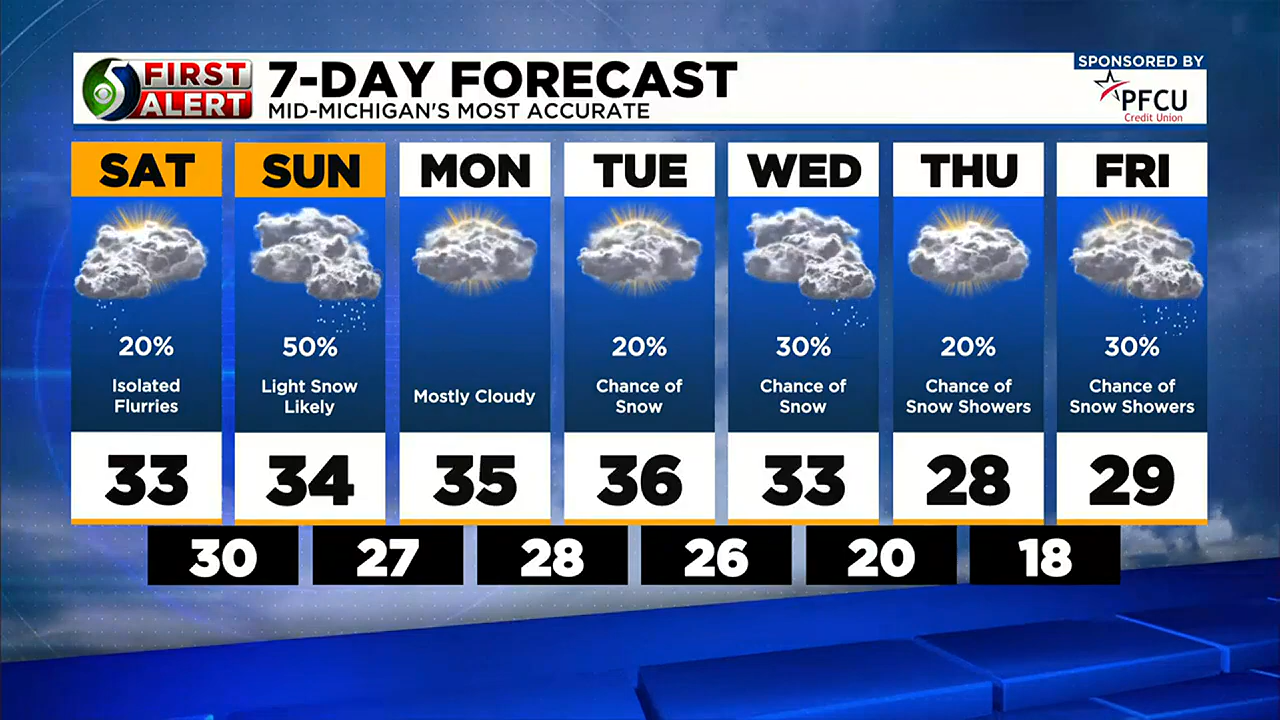 6 FIRST
ALERT
7-DAY FORECAST
MID-MICHIGAN'S MOST ACCURATE
SPONSORED BY
PFCU
Credit Union
SAT
20%
Isolated
Flurries
33
SUN
50%
Light Snow
Likely
34
MON
Mostly Cloudy
35
TUE
20%
Chance of
Snow
36
WED
30%
Chance of
Snow
33
THU
20%
Chance of
Snow Showers
28
FRI
30%
Chance of
Snow Showers
29
30
27
28
26
20
18